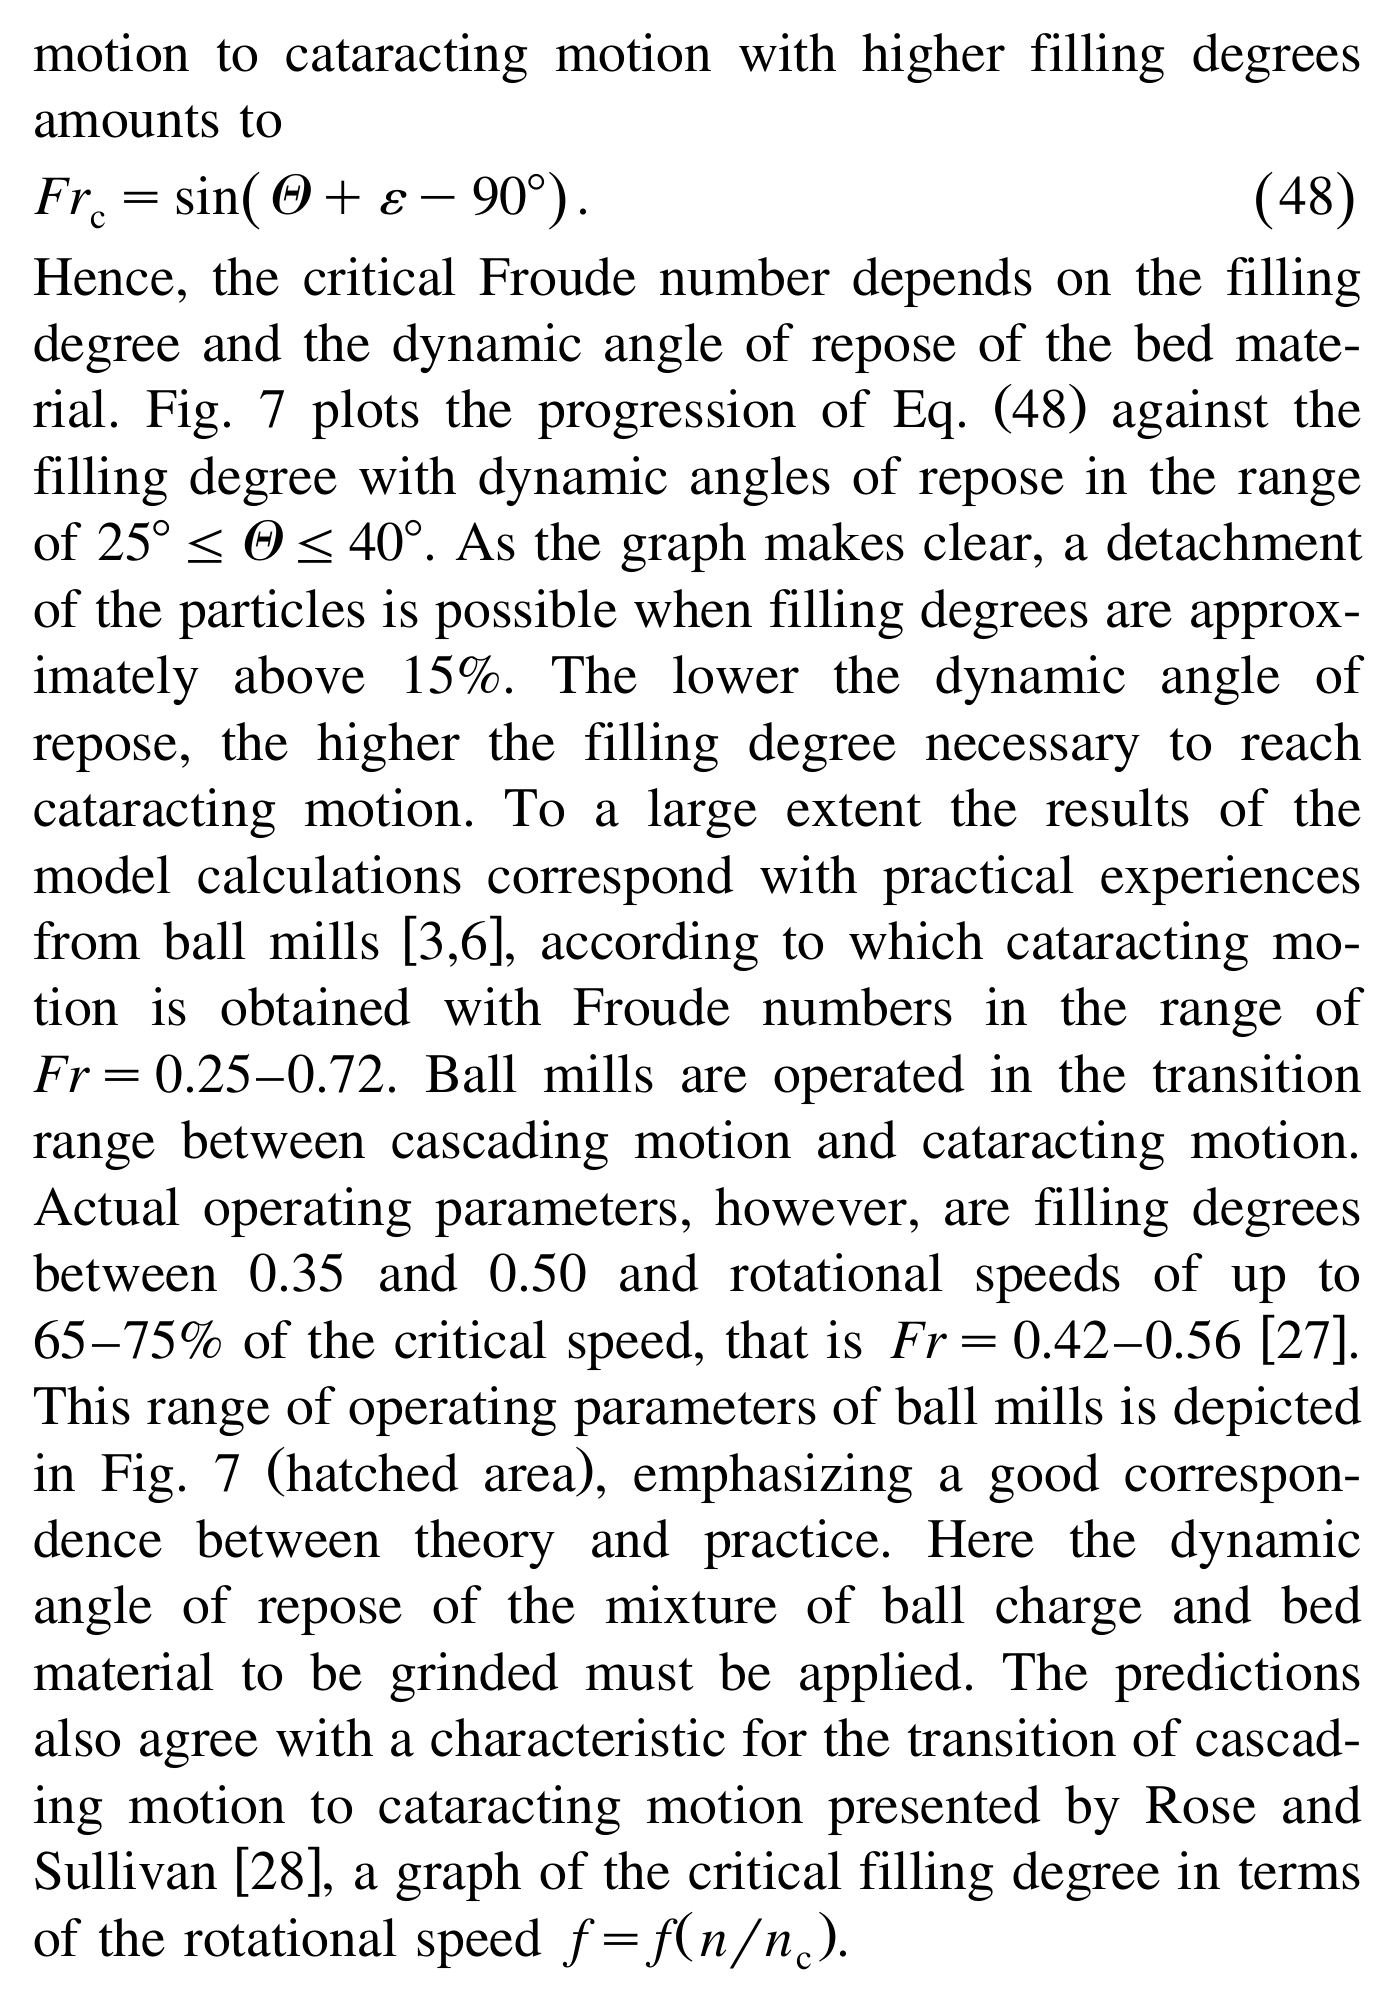 motion to cataracting motion with higher filling degrees
amounts to
Fr_c = sin(Θ + ε − 90°). (48)
Hence, the critical Froude number depends on the filling
degree and the dynamic angle of repose of the bed mate-
rial. Fig. 7 plots the progression of Eq. (48) against the
filling degree with dynamic angles of repose in the range
of 25° ≤ Θ ≤ 40°. As the graph makes clear, a detachment
of the particles is possible when filling degrees are approx-
imately above 15%. The lower the dynamic angle of
repose, the higher the filling degree necessary to reach
cataracting motion. To a large extent the results of the
model calculations correspond with practical experiences
from ball mills [3,6], according to which cataracting mo-
tion is obtained with Froude numbers in the range of
Fr = 0.25–0.72. Ball mills are operated in the transition
range between cascading motion and cataracting motion.
Actual operating parameters, however, are filling degrees
between 0.35 and 0.50 and rotational speeds of up to
65–75% of the critical speed, that is Fr = 0.42–0.56 [27].
This range of operating parameters of ball mills is depicted
in Fig. 7 (hatched area), emphasizing a good correspon-
dence between theory and practice. Here the dynamic
angle of repose of the mixture of ball charge and bed
material to be grinded must be applied. The predictions
also agree with a characteristic for the transition of cascad-
ing motion to cataracting motion presented by Rose and
Sullivan [28], a graph of the critical filling degree in terms
of the rotational speed f = f(n/n_c).